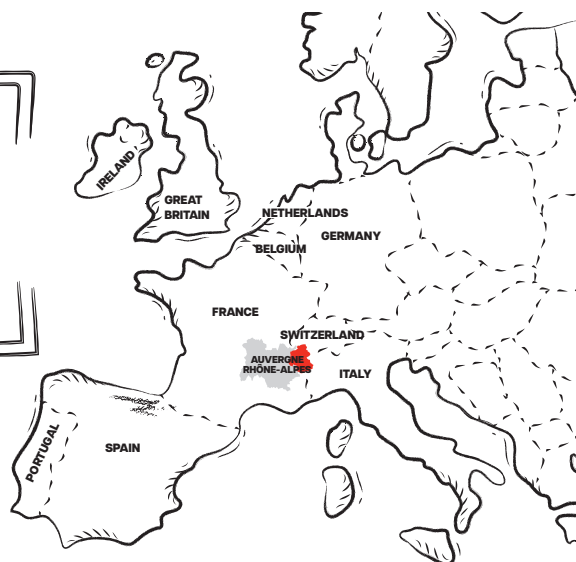 IRELAND
GREAT
BRITAIN
NETHERLANDS
GERMANY
BELGIUM
FRANCE
SWITZERLAND
AUVERGNE
RHÔNE-ALPES
ITALY
PORTUGAL
SPAIN